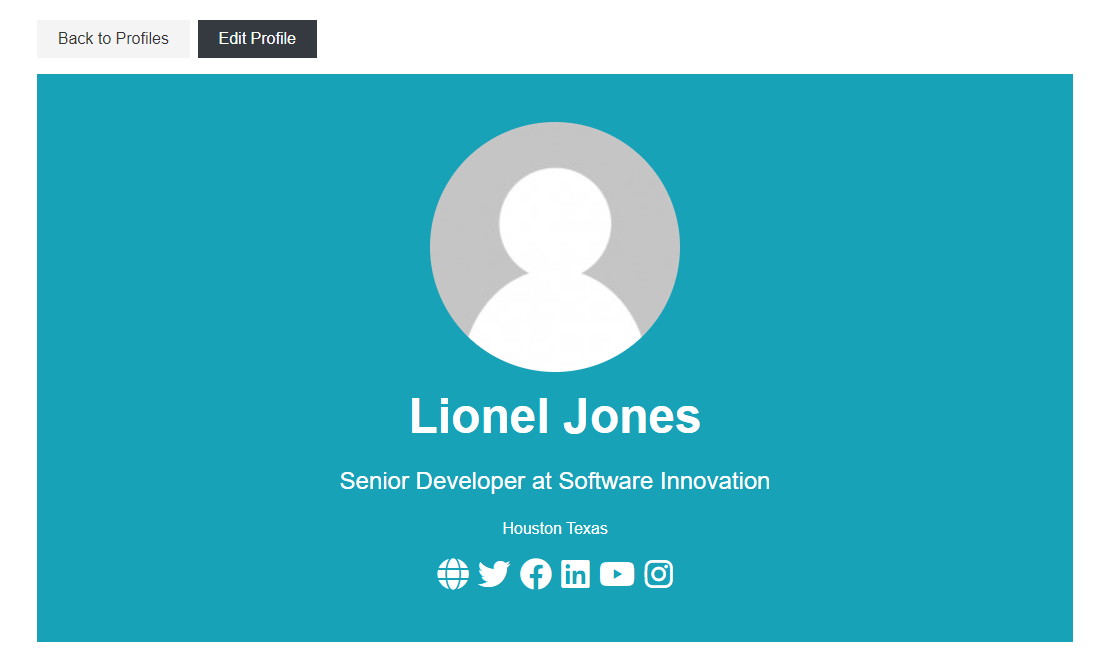 Back to Profiles Edit Profile
Lionel Jones
Senior Developer at Software Innovation
Houston Texas